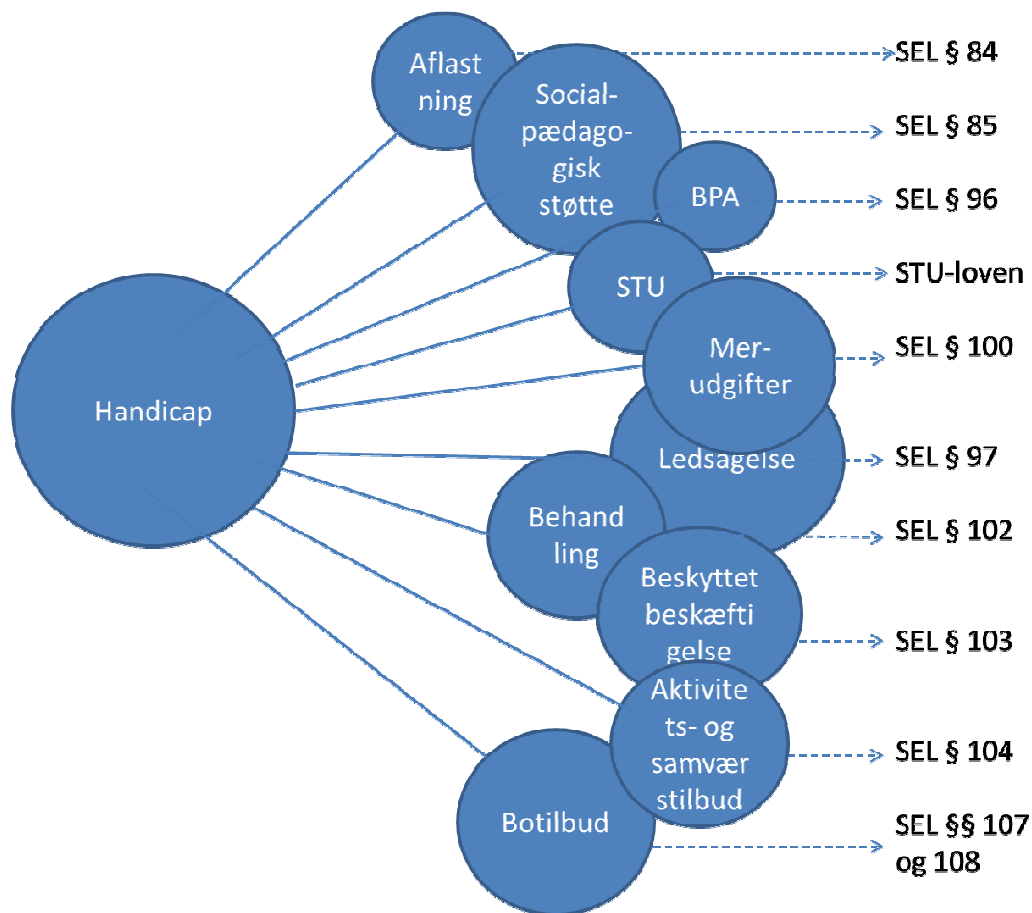 Aflast
ning
SEL § 84
Social-
pædago-
gisk
støtte
SEL § 85
BPA
SEL § 96
STU
STU-loven
Mer-
udgifter
SEL § 100
Handicap
Ledsagelse
SEL § 97
Behand
ling
SEL § 102
Beskyttet
beskæfti
gelse
SEL § 103
Aktivite
ts- og
samvær
stilbud
SEL § 104
Botilbud
SEL §§ 107
og 108